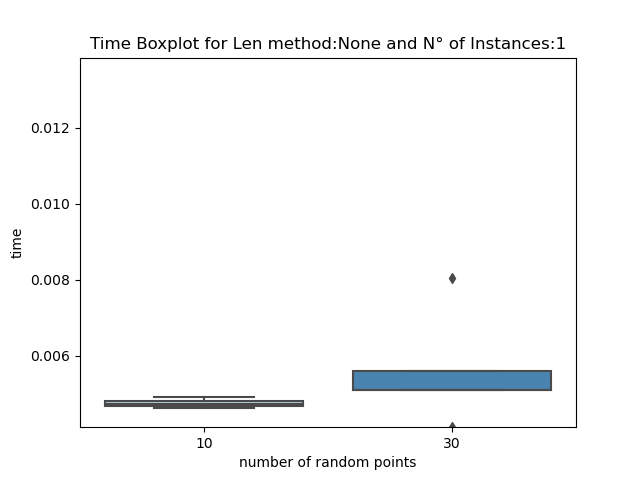 Time Boxplot for Len method:None and N° of Instances:1
0.012
0.010
0.008
0.006
time
10
30
number of random points